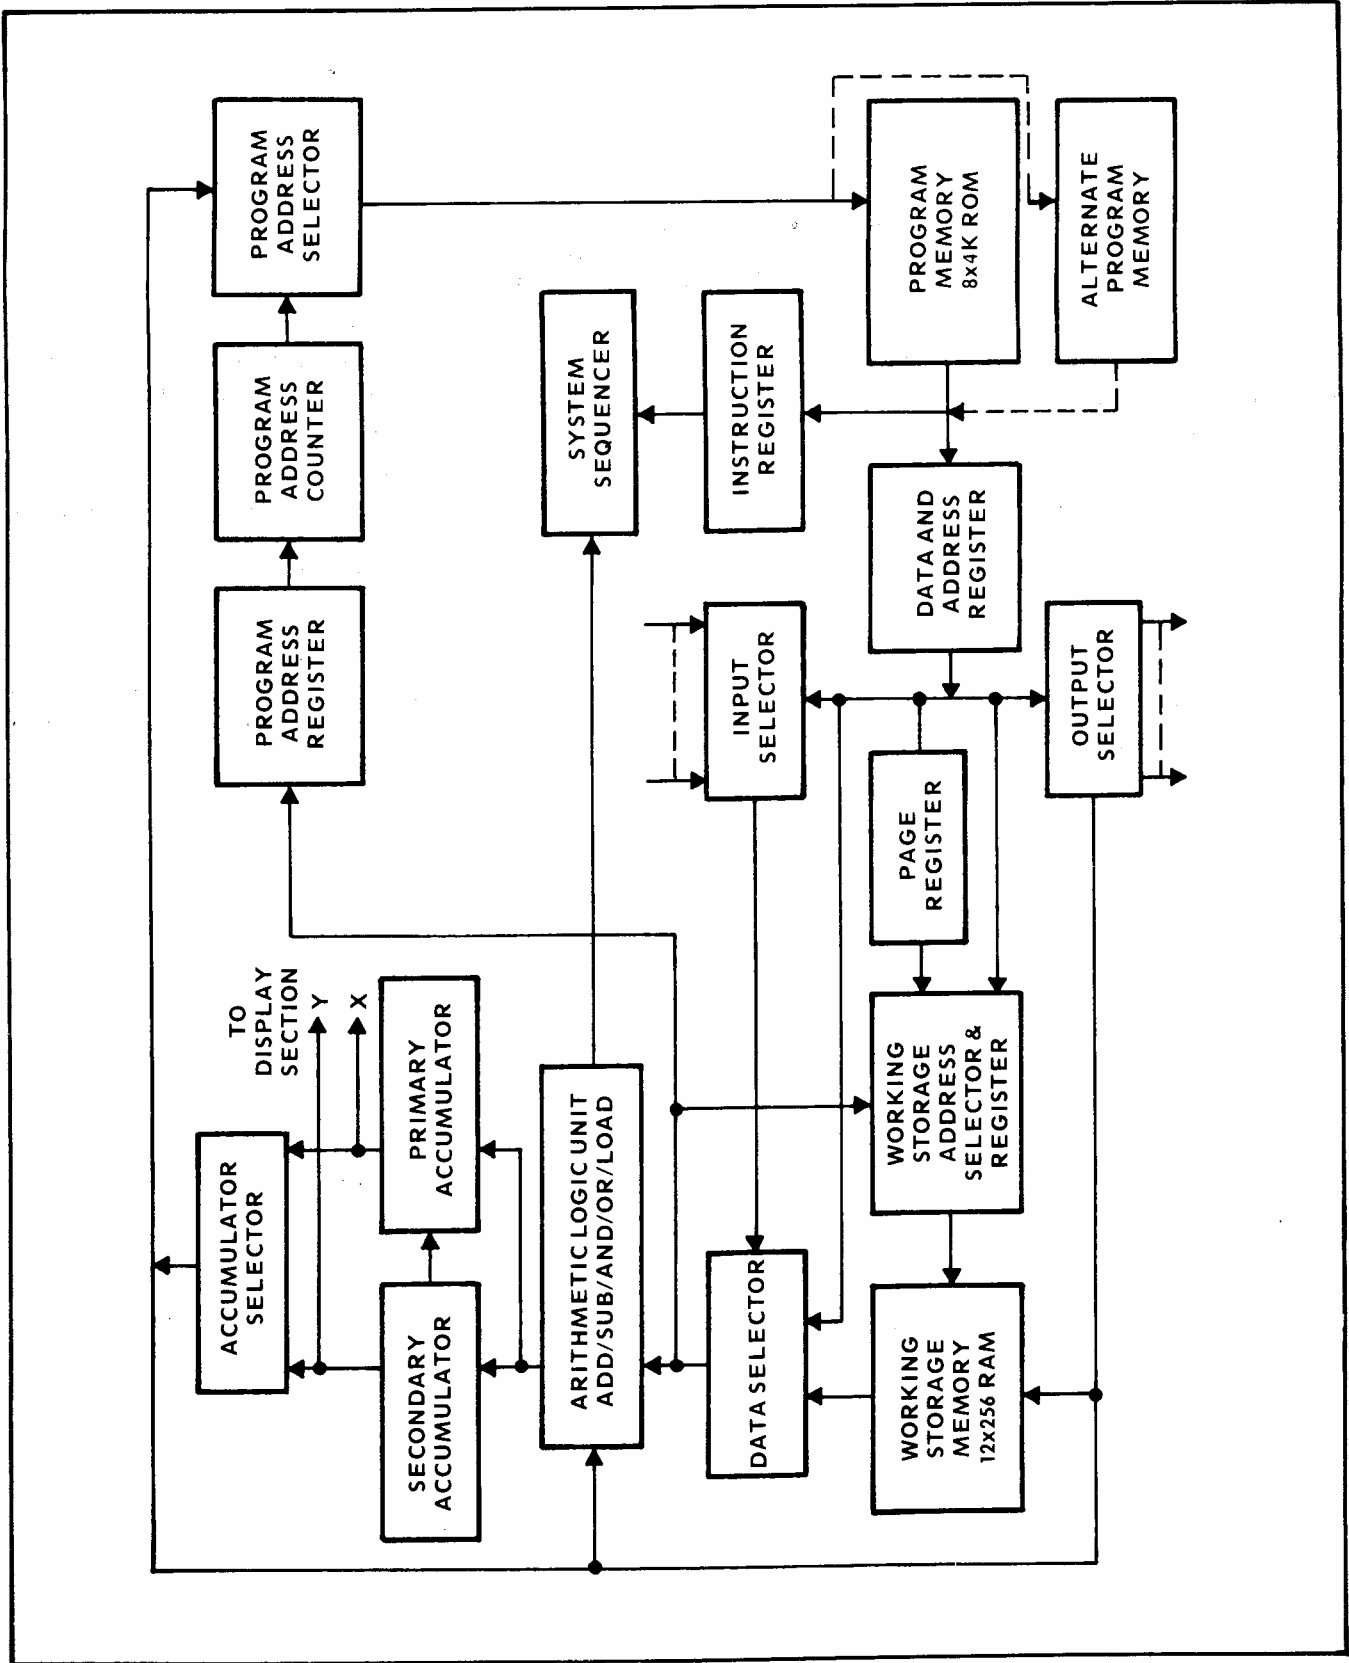 ACCUMULATOR
SELECTOR
TO
DISPLAY
SECTION
Y
X
PROGRAM
ADDRESS
REGISTER
PROGRAM
ADDRESS
COUNTER
PROGRAM
ADDRESS
SELECTOR
SECONDARY
ACCUMULATOR
PRIMARY
ACCUMULATOR
ARITHMETIC LOGIC UNIT
ADD/SUB/AND/OR/LOAD
SYSTEM
SEQUENCER
DATA SELECTOR
INPUT
SELECTOR
INSTRUCTION
REGISTER
WORKING
STORAGE
MEMORY
12x256 RAM
WORKING
STORAGE
ADDRESS
SELECTOR &
REGISTER
PAGE
REGISTER
DATA AND
ADDRESS
REGISTER
PROGRAM
MEMORY
8x4K ROM
OUTPUT
SELECTOR
ALTERNATE
PROGRAM
MEMORY